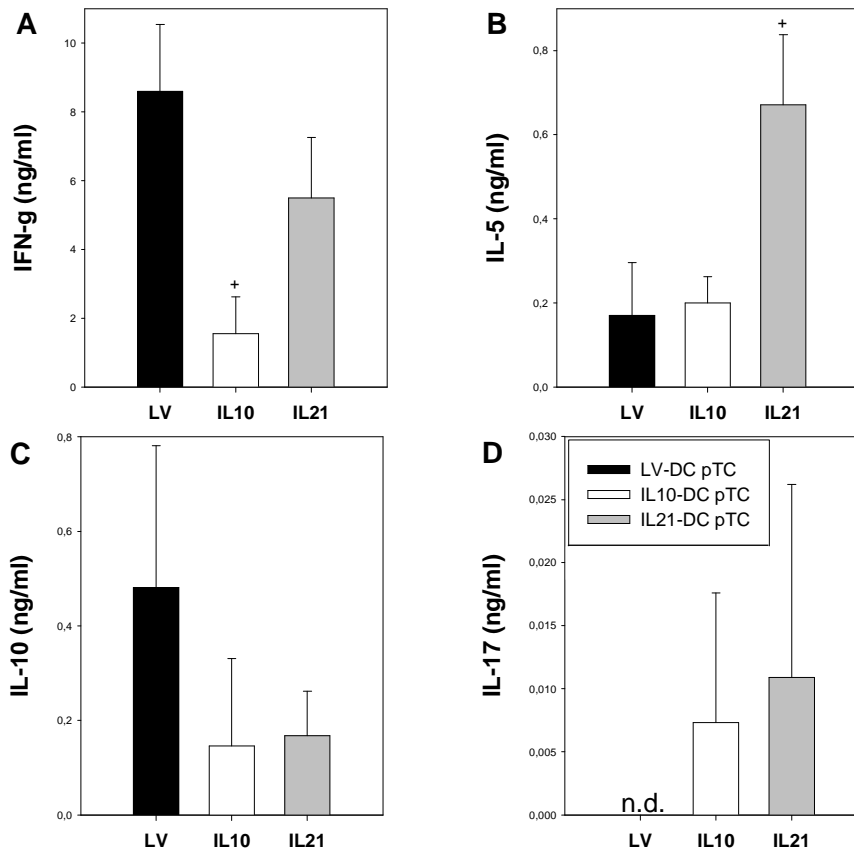 A
IFN-g (ng/ml)
10
8
6
4
2
0
+
LV IL10 IL21
B
IL-5 (ng/ml)
0,8
0,6
0,4
0,2
0,0
+
LV IL10 IL21
C
IL-10 (ng/ml)
0,8
0,6
0,4
0,2
0,0
LV IL10 IL21
D
IL-17 (ng/ml)
0,030
0,025
0,020
0,015
0,010
0,005
0,000
LV-DC pTC
IL10-DC pTC
IL21-DC pTC
n.d.
LV IL10 IL21